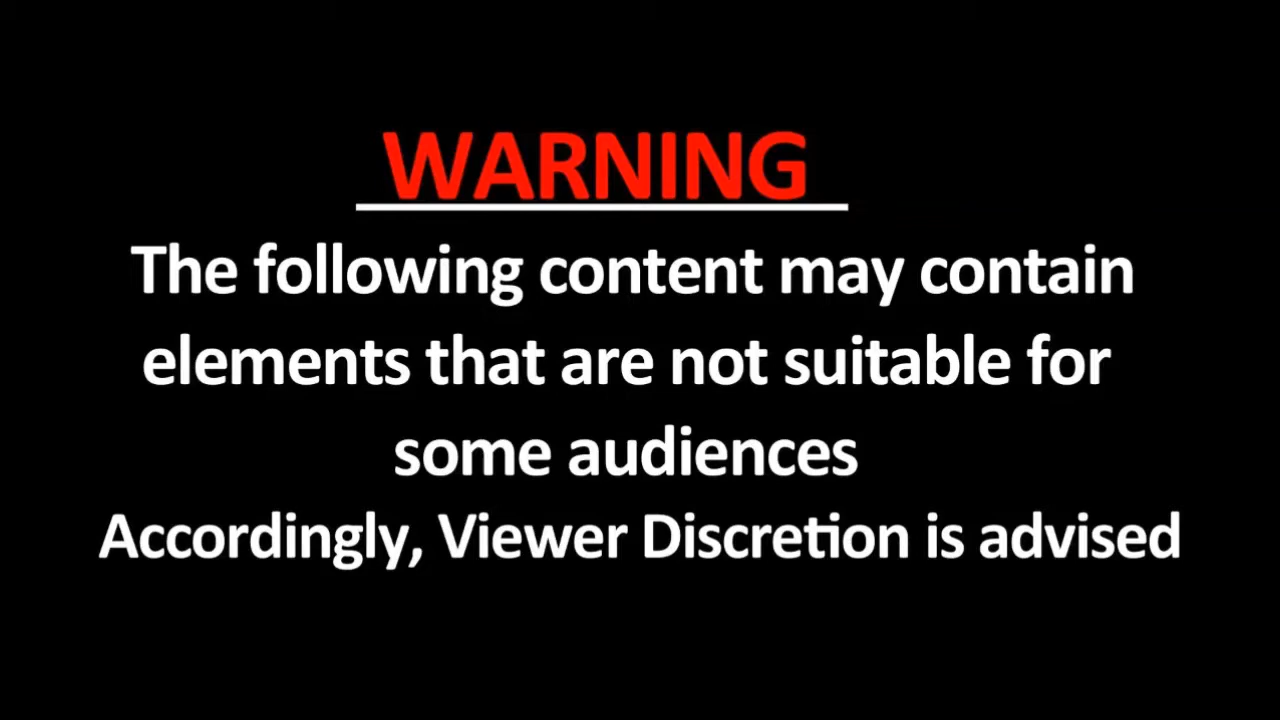 WARNING
The following content may contain
elements that are not suitable for
some audiences
Accordingly, Viewer Discretion is advised